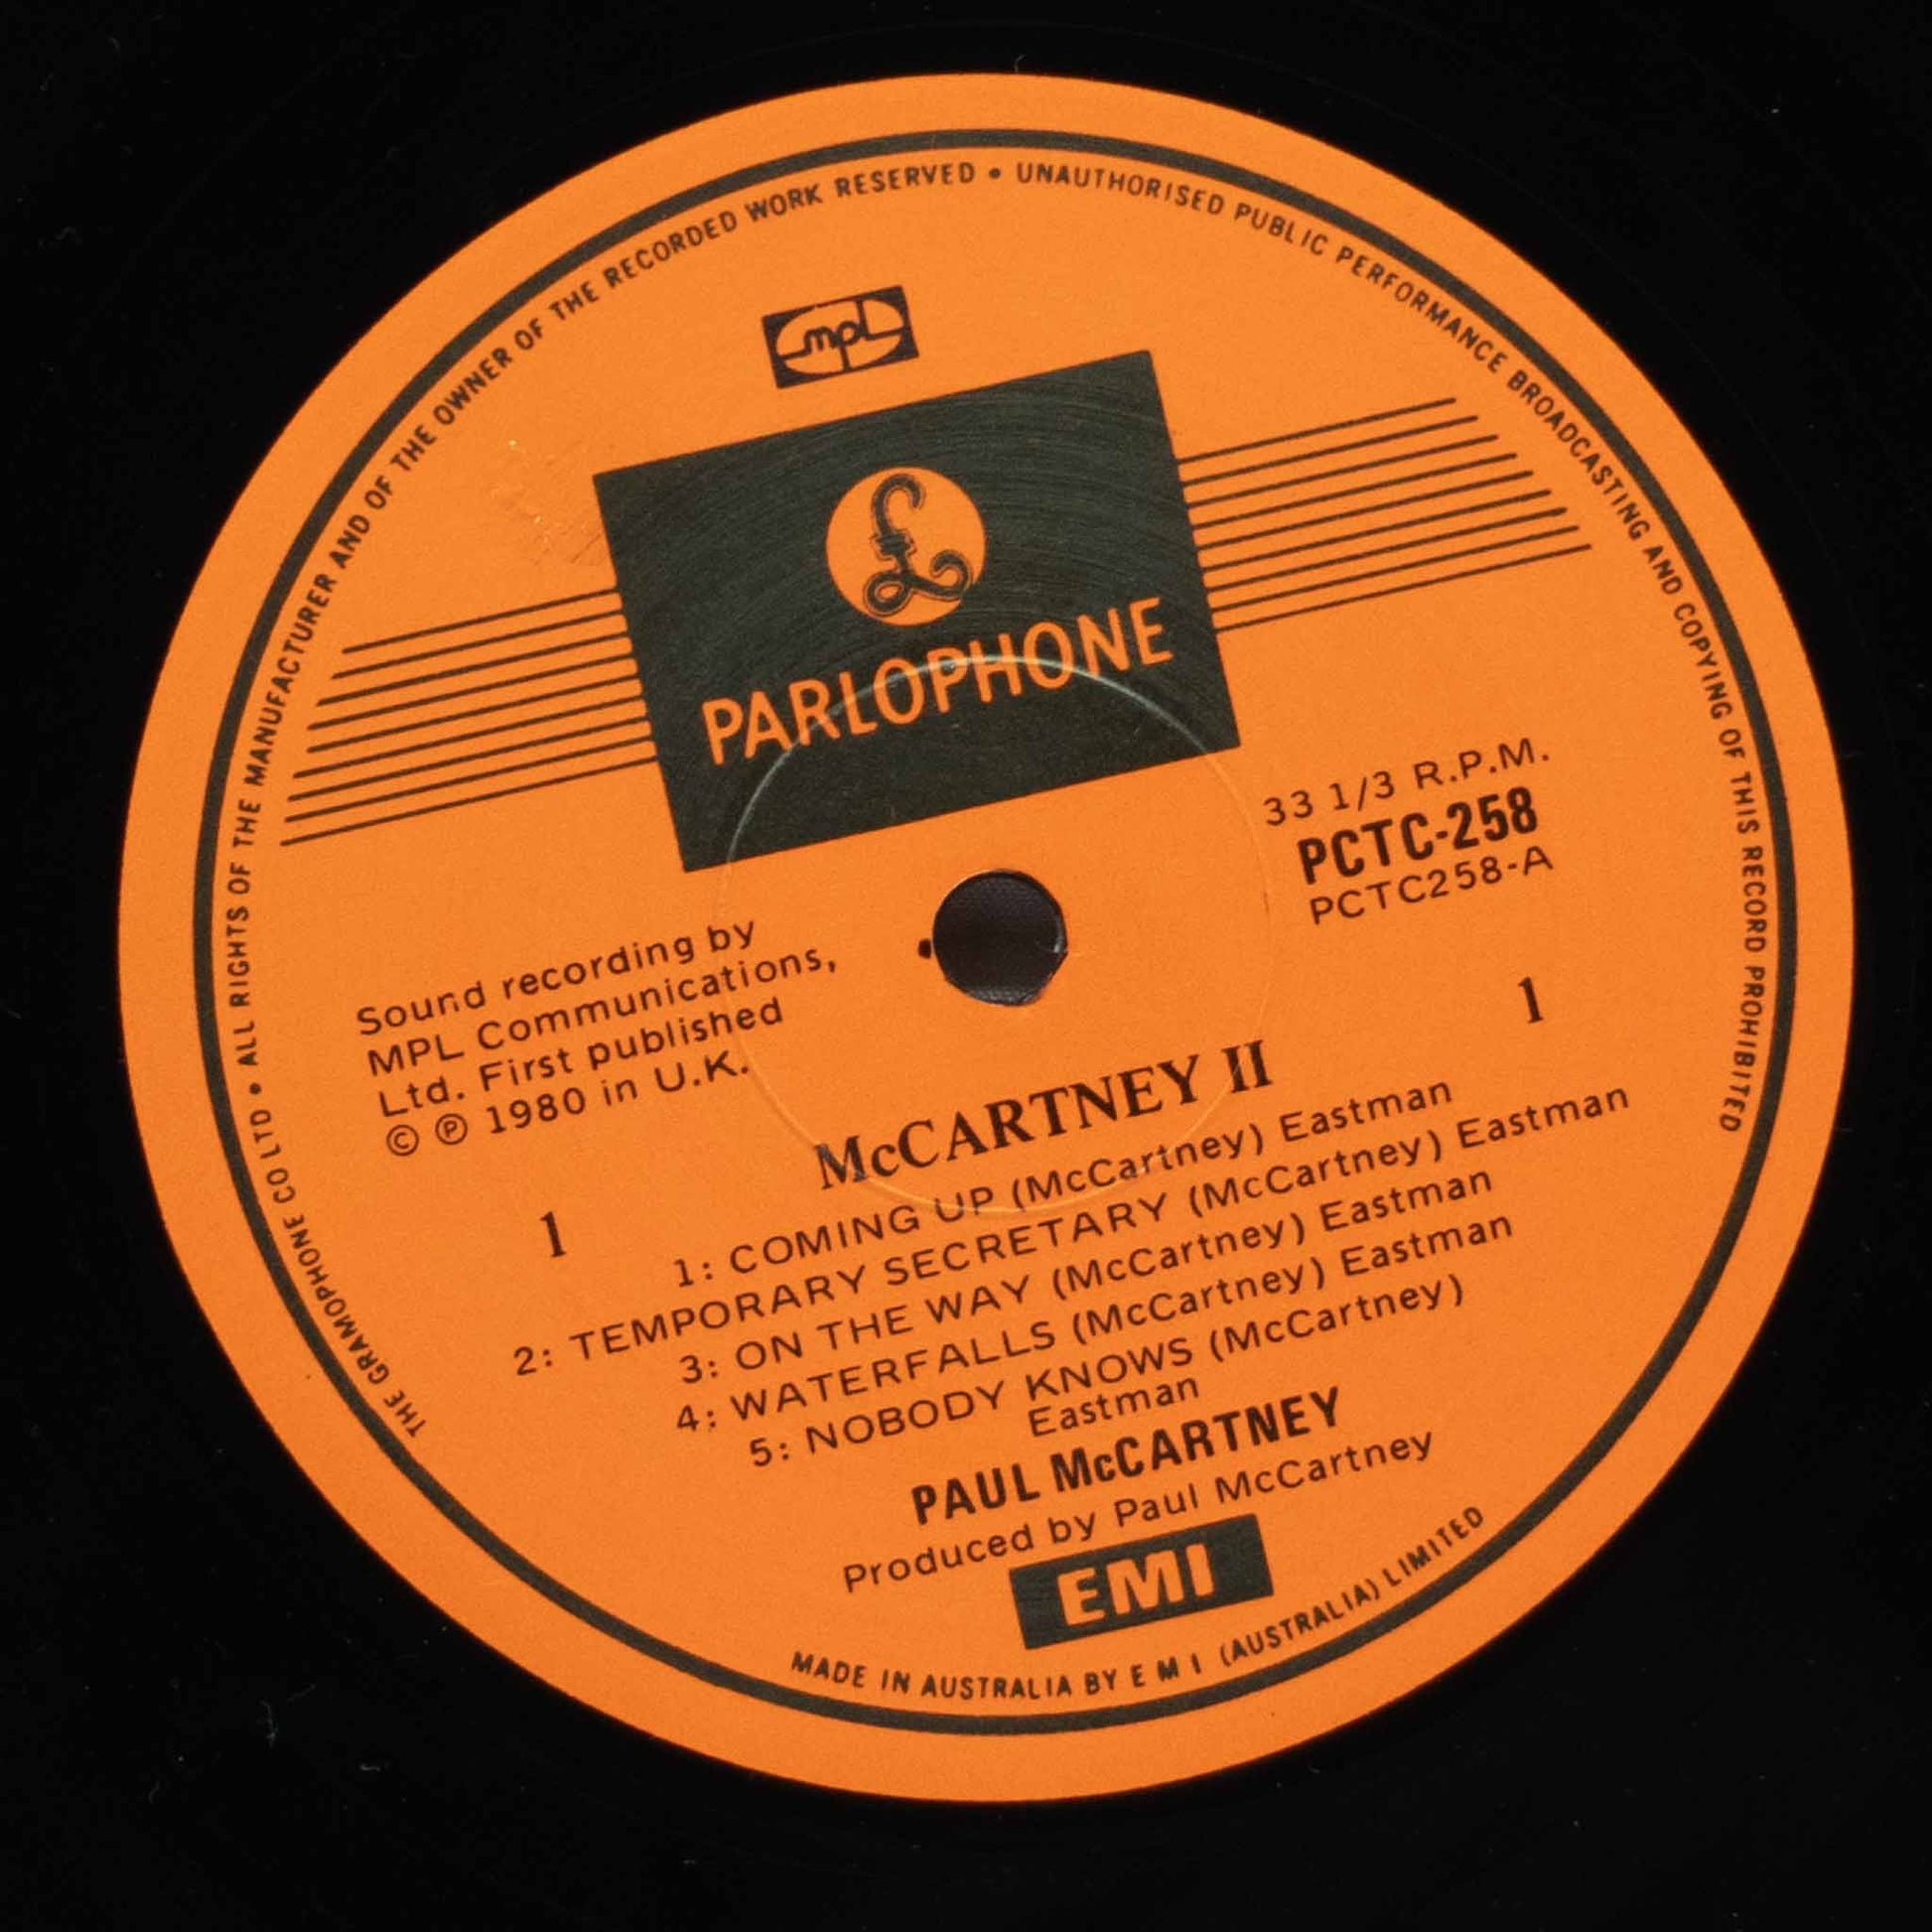 THE GRAMOPHONE CO LTD • ALL RIGHTS OF THE MANUFACTURER AND OF THE OWNER OF THE RECORDED WORK RESERVED • UNAUTHORISED PUBLIC PERFORMANCE BROADCASTING AND COPYING OF THIS RECORD PROHIBITED
mpl
£
PARLOPHONE
33 1/3 R.P.M.
PCTC-258
PCTC258-A
Sound recording by
MPL Communications,
Ltd. First published
© ℗ 1980 in U.K.
1
1
McCARTNEY II
1: COMING UP (McCartney) Eastman
2: TEMPORARY SECRETARY (McCartney) Eastman
3: ON THE WAY (McCartney) Eastman
4: WATERFALLS (McCartney) Eastman
5: NOBODY KNOWS (McCartney)
Eastman
PAUL McCARTNEY
Produced by Paul McCartney
EMI
MADE IN AUSTRALIA BY E M I (AUSTRALIA) LIMITED